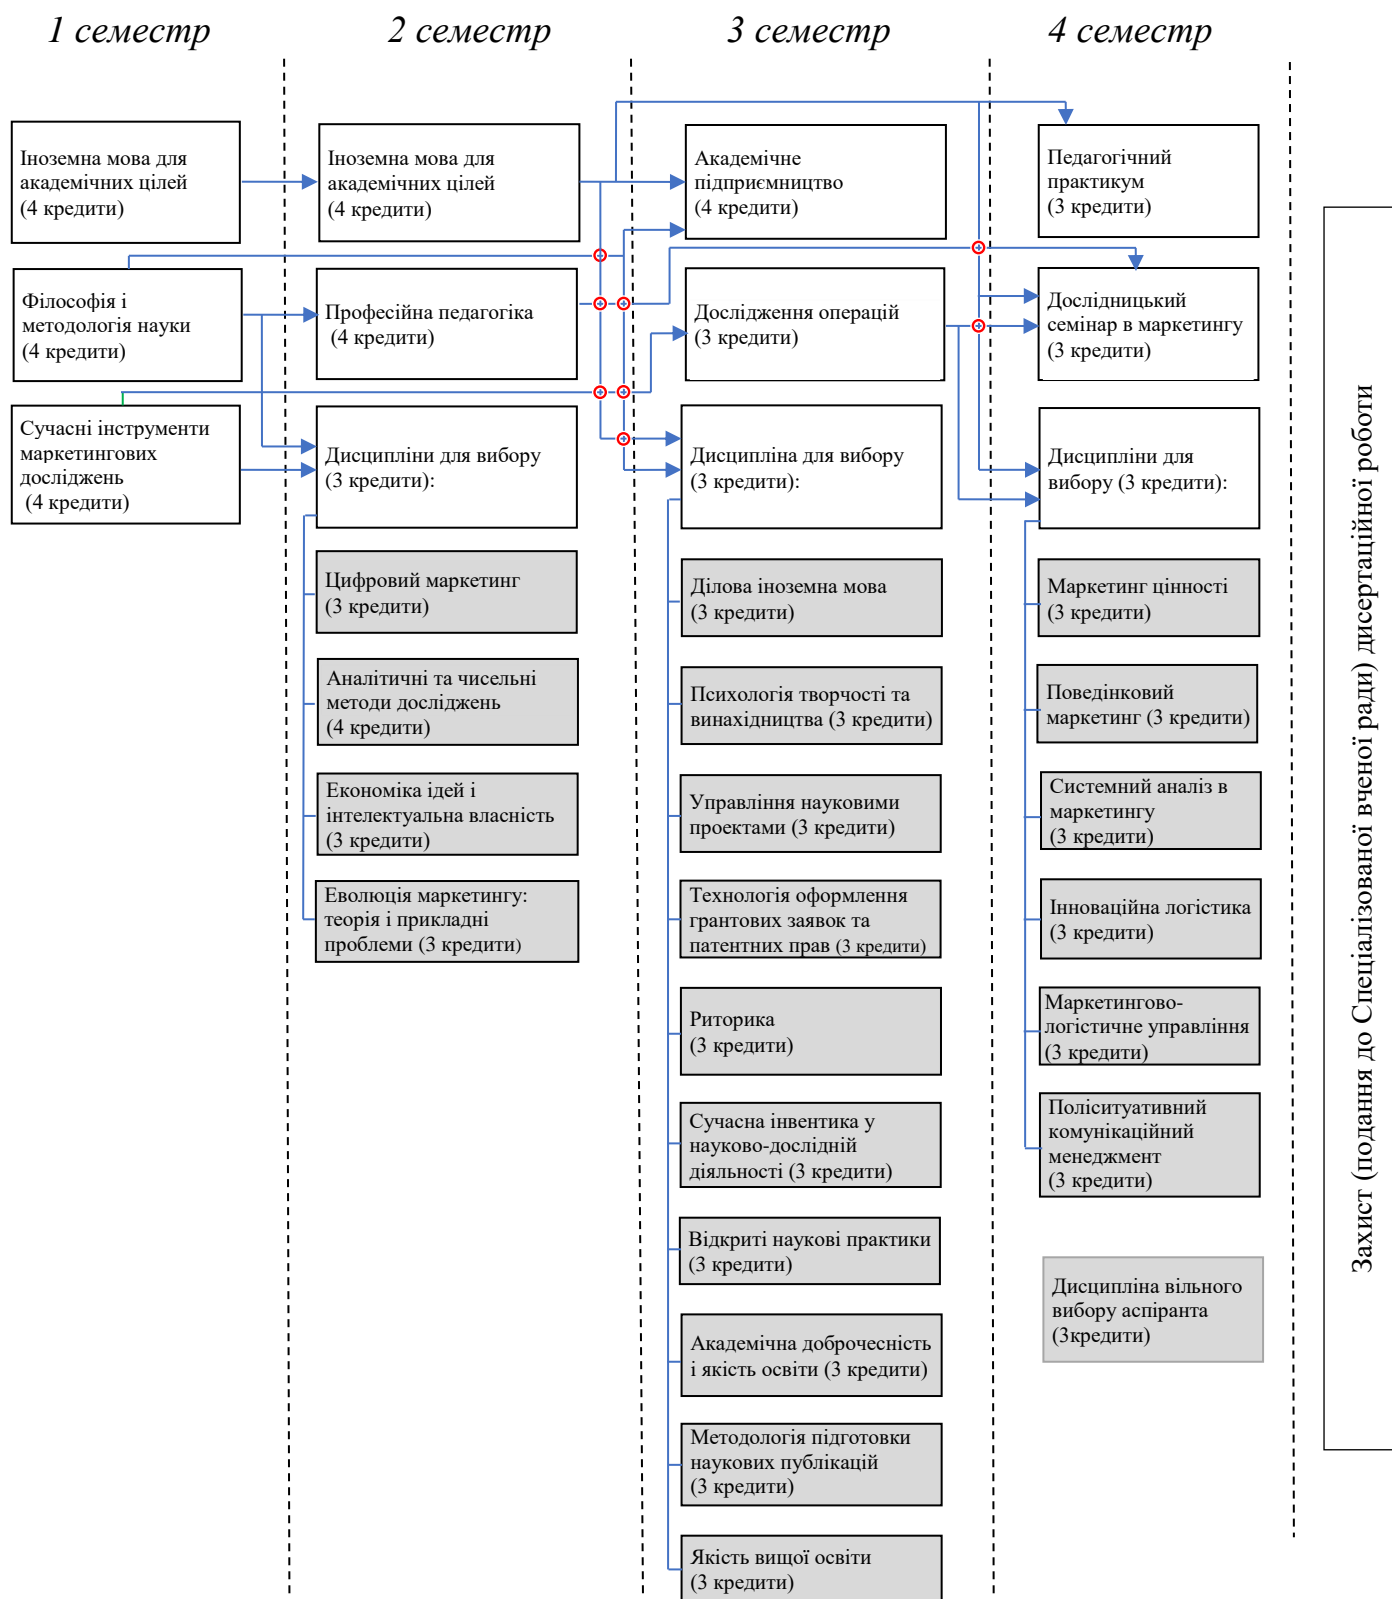 1 семестр
2 семестр
3 семестр
4 семестр
Іноземна мова для
академічних цілей
(4 кредити)
Філософія і
методологія науки
(4 кредити)
Сучасні інструменти
маркетингових
досліджень
(4 кредити)
Іноземна мова для
академічних цілей
(4 кредити)
Професійна педагогіка
(4 кредити)
Дисципліни для вибору
(3 кредити):
Цифровий маркетинг
(3 кредити)
Аналітичні та чисельні
методи досліджень
(4 кредити)
Економіка ідей і
інтелектуальна власність
(3 кредити)
Еволюція маркетингу:
теорія і прикладні
проблеми (3 кредити)
Академічне
підприємництво
(4 кредити)
Дослідження операцій
(3 кредити)
Дисципліна для вибору
(3 кредити):
Ділова іноземна мова
(3 кредити)
Психологія творчості та
винахідництва (3 кредити)
Управління науковими
проектами (3 кредити)
Технологія оформлення
грантових заявок та
патентних прав (3 кредити)
Риторика
(3 кредити)
Сучасна інвентика у
науково-дослідній
діяльності (3 кредити)
Відкриті наукові практики
(3 кредити)
Академічна доброчесність
і якість освіти (3 кредити)
Методологія підготовки
наукових публікацій
(3 кредити)
Якість вищої освіти
(3 кредити)
Педагогічний
практикум
(3 кредити)
Дослідницький
семінар в маркетингу
(3 кредити)
Дисципліни для
вибору (3 кредити):
Маркетинг цінності
(3 кредити)
Поведінковий
маркетинг (3 кредити)
Системний аналіз в
маркетингу
(3 кредити)
Інноваційна логістика
(3 кредити)
Маркетингово-
логістичне управління
(3 кредити)
Поліситуативний
комунікаційний
менеджмент
(3 кредити)
Дисципліна вільного
вибору аспіранта
(3кредити)
Захист (подання до Спеціалізованої вченої ради) дисертаційної роботи